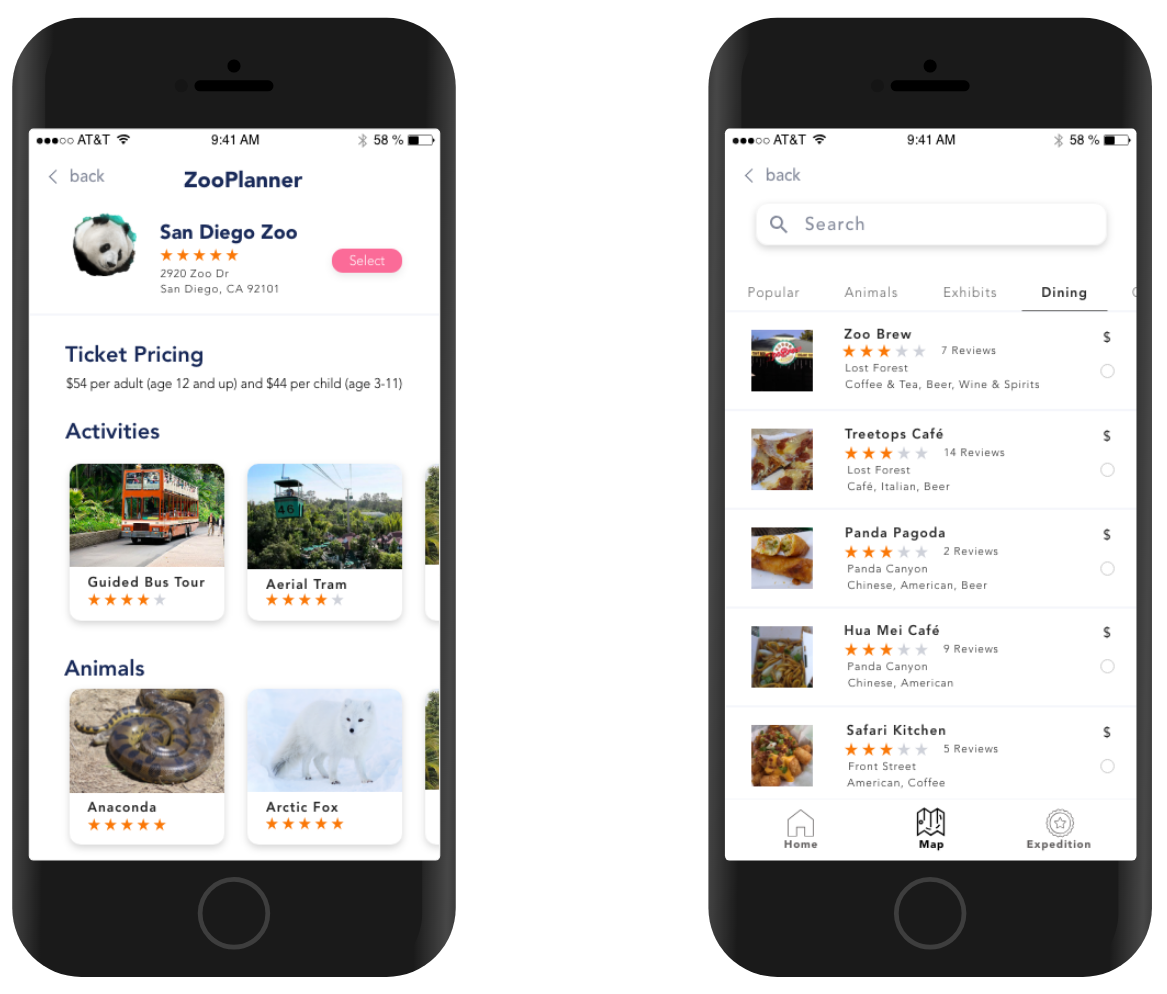 AT&T 9:41 AM 58 %
back
ZooPlanner
San Diego Zoo
2920 Zoo Dr
San Diego, CA 92101
Select
Ticket Pricing
$54 per adult (age 12 and up) and $44 per child (age 3-11)
Activities
46
Guided Bus Tour
Aerial Tram
Animals
Anaconda
Arctic Fox
AT&T 9:41 AM 58 %
back
Search
Popular Animals Exhibits Dining
Zoo Brew $
7 Reviews
Lost Forest
Coffee & Tea, Beer, Wine & Spirits
Treetops Café $
14 Reviews
Lost Forest
Café, Italian, Beer
Panda Pagoda $
2 Reviews
Panda Canyon
Chinese, American, Beer
Hua Mei Café $
9 Reviews
Panda Canyon
Chinese, American
Safari Kitchen $
5 Reviews
Front Street
American, Coffee
Home Map Expedition